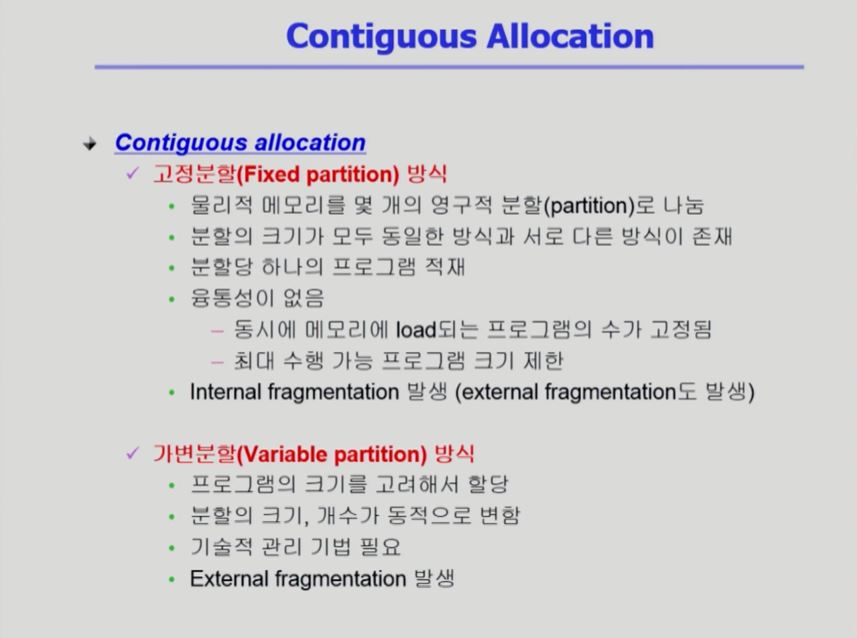 Contiguous Allocation
Contiguous allocation
고정분할(Fixed partition) 방식
물리적 메모리를 몇 개의 영구적 분할(partition)로 나눔
분할의 크기가 모두 동일한 방식과 서로 다른 방식이 존재
분할당 하나의 프로그램 적재
융통성이 없음
동시에 메모리에 load되는 프로그램의 수가 고정됨
최대 수행 가능 프로그램 크기 제한
Internal fragmentation 발생 (external fragmentation도 발생)
가변분할(Variable partition) 방식
프로그램의 크기를 고려해서 할당
분할의 크기, 개수가 동적으로 변함
기술적 관리 기법 필요
External fragmentation 발생